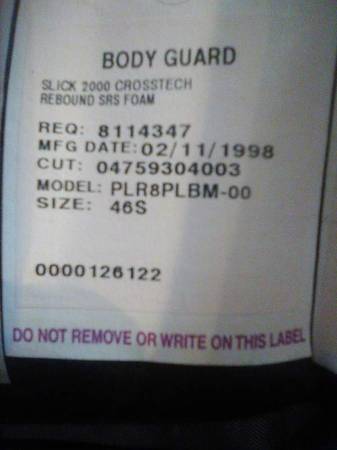 BODY GUARD
SLICK 2000 CROSSTECH
REBOUND SRS FOAM
REQ: 8114347
MFG DATE:02/11/1998
CUT: 04759304003
MODEL: PLR8PLBM-00
SIZE: 46S
0000126122
DO NOT REMOVE OR WRITE ON THIS LABEL